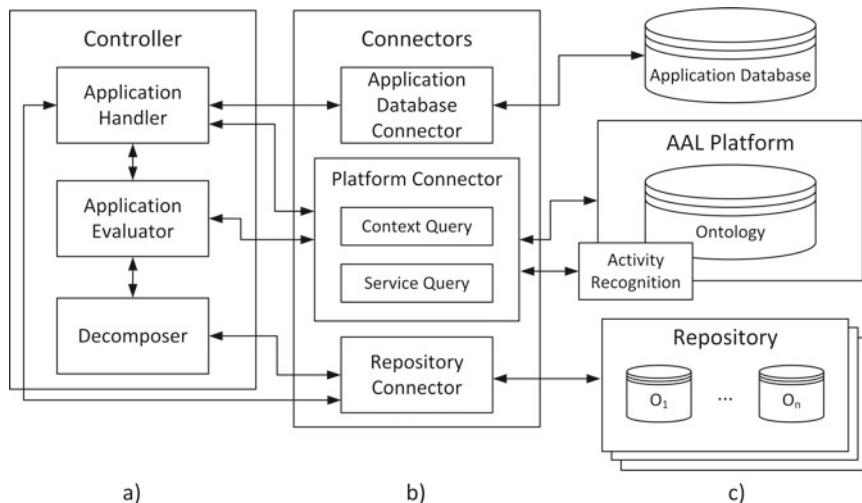 Controller
Application
Handler
Application
Evaluator
Decomposer
Connectors
Application
Database
Connector
Platform Connector
Context Query
Service Query
Repository
Connector
Application Database
AAL Platform
Ontology
Activity
Recognition
Repository
O₁ ... Oₙ
a) b) c)